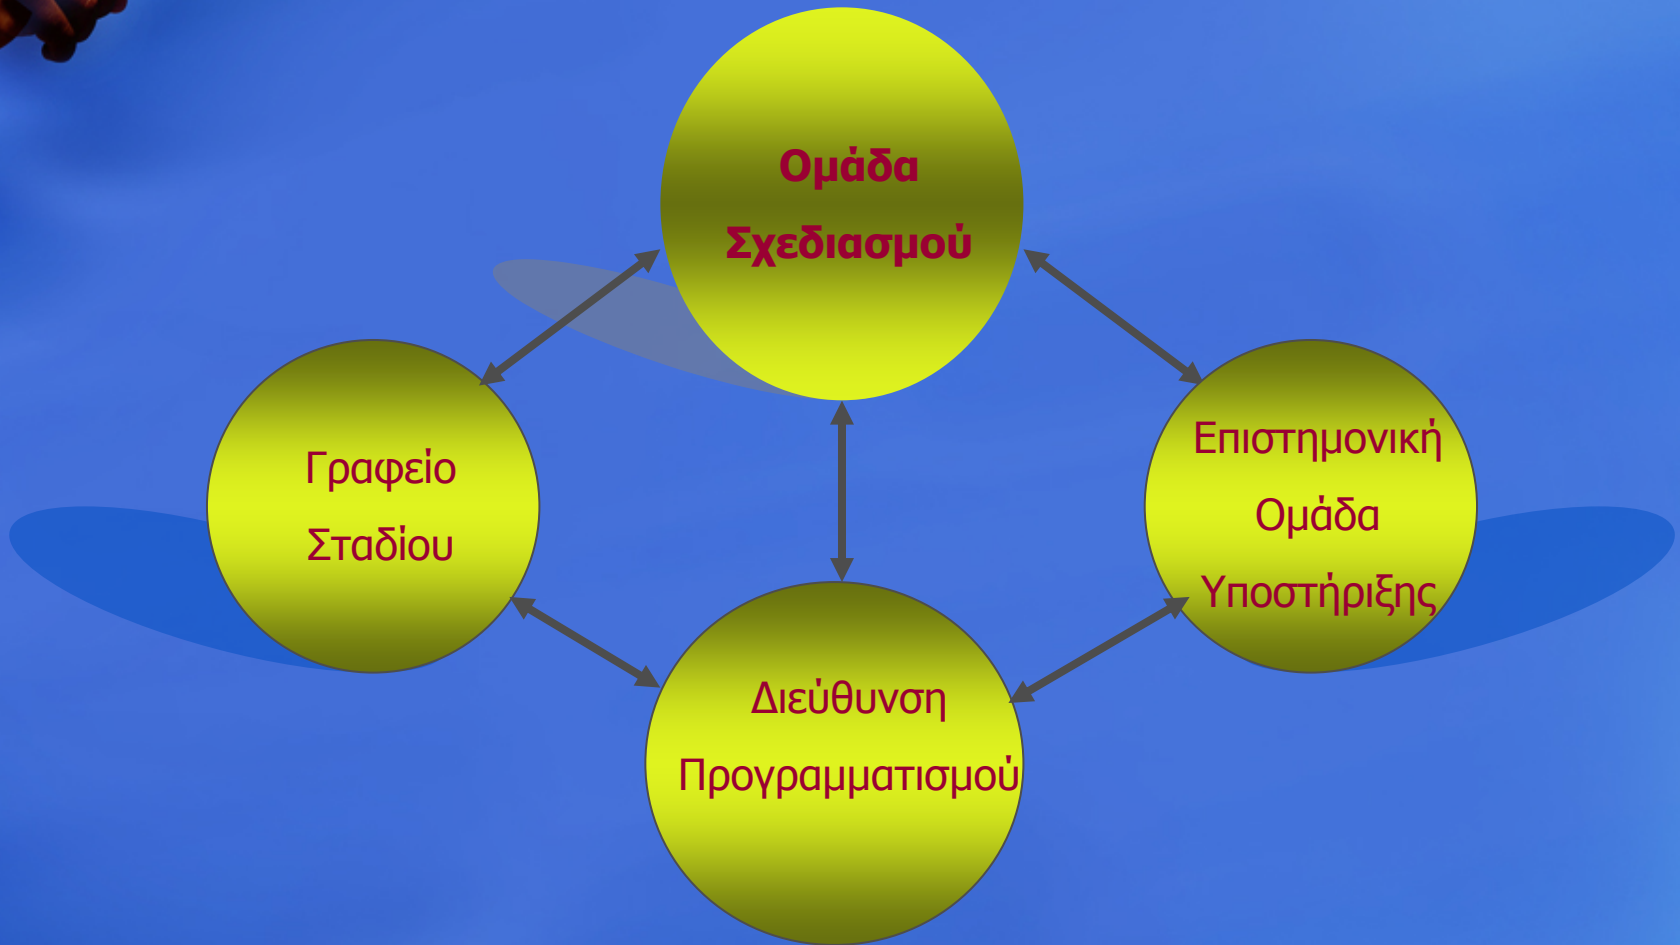 Ομάδα
Σχεδιασμού
Γραφείο
Σταδίου
Επιστημονική
Ομάδα
Υποστήριξης
Διεύθυνση
Προγραμματισμού